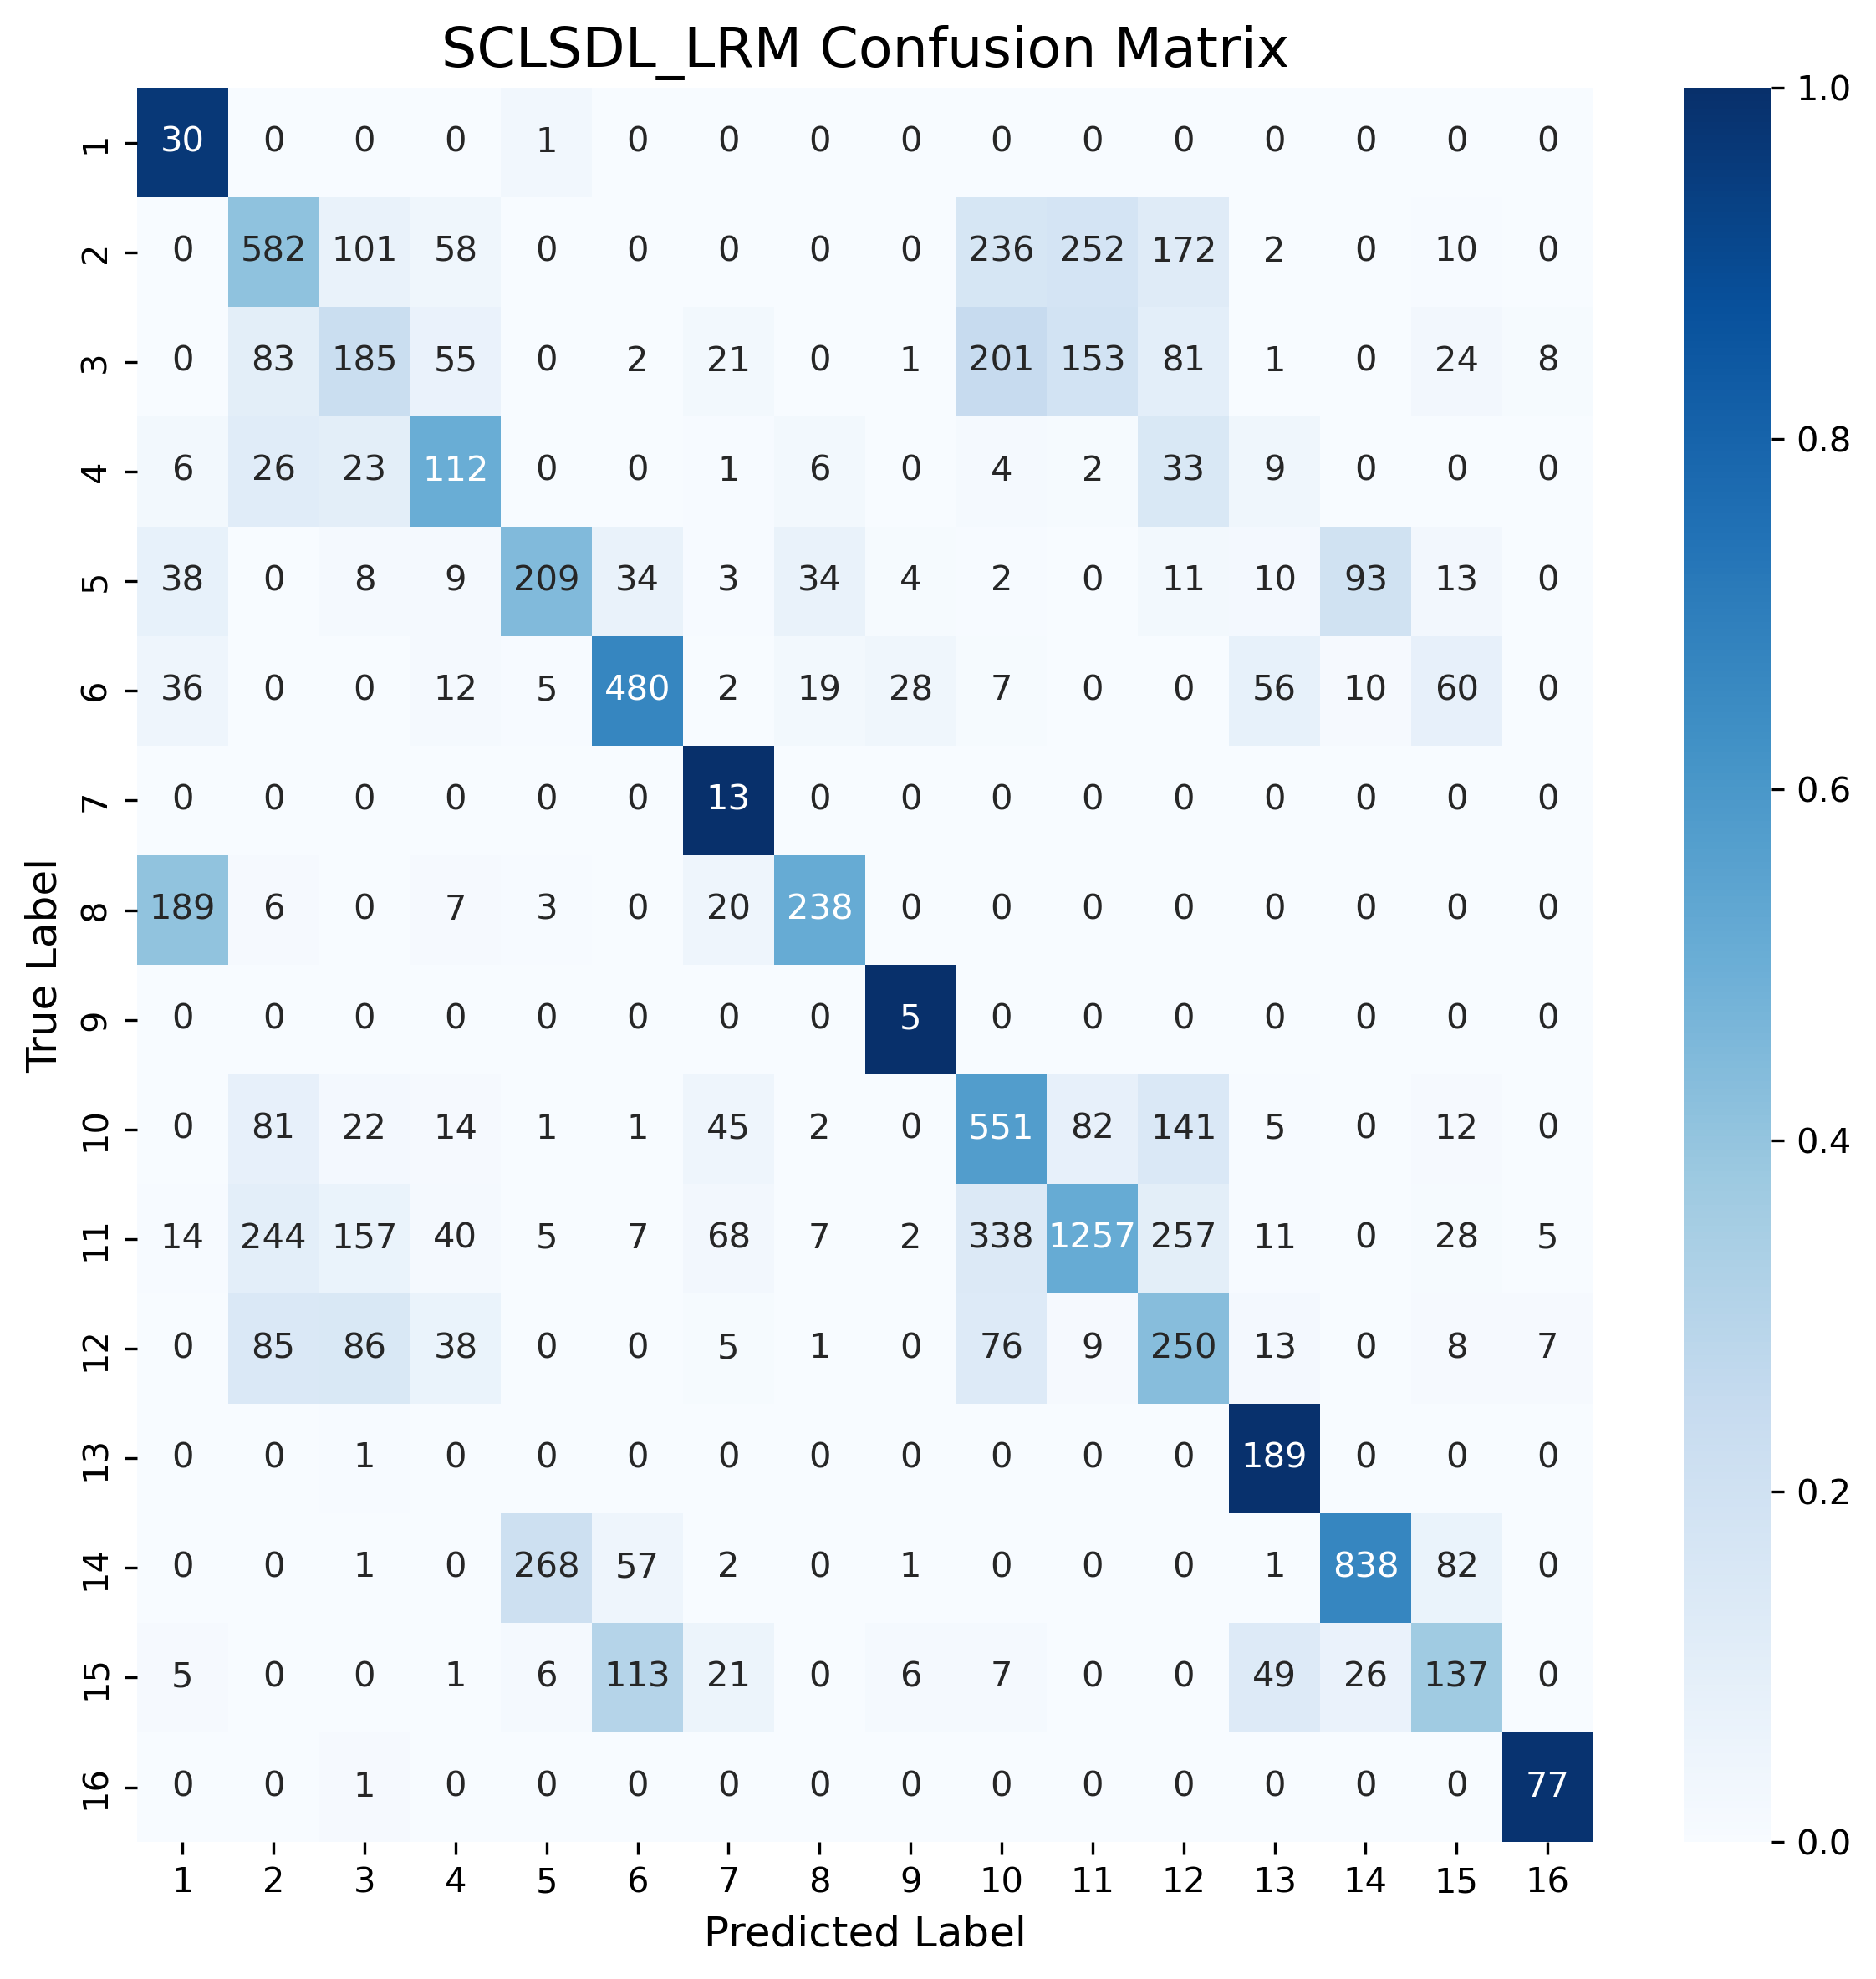 SCLSDL_LRM Confusion Matrix
1 30 0 0 0 1 0 0 0 0 0 0 0 0 0 0 0
2 0 582 101 58 0 0 0 0 0 236 252 172 2 0 10 0
3 0 83 185 55 0 2 21 0 1 201 153 81 1 0 24 8
4 6 26 23 112 0 0 1 6 0 4 2 33 9 0 0 0
5 38 0 8 9 209 34 3 34 4 2 0 11 10 93 13 0
6 36 0 0 12 5 480 2 19 28 7 0 0 56 10 60 0
7 0 0 0 0 0 0 13 0 0 0 0 0 0 0 0 0
8 189 6 0 7 3 0 20 238 0 0 0 0 0 0 0 0
9 0 0 0 0 0 0 0 0 5 0 0 0 0 0 0 0
10 0 81 22 14 1 1 45 2 0 551 82 141 5 0 12 0
11 14 244 157 40 5 7 68 7 2 338 1257 257 11 0 28 5
12 0 85 86 38 0 0 5 1 0 76 9 250 13 0 8 7
13 0 0 1 0 0 0 0 0 0 0 0 0 189 0 0 0
14 0 0 1 0 268 57 2 0 1 0 0 0 1 838 82 0
15 5 0 0 1 6 113 21 0 6 7 0 0 49 26 137 0
16 0 0 1 0 0 0 0 0 0 0 0 0 0 0 0 77
1 2 3 4 5 6 7 8 9 10 11 12 13 14 15 16
Predicted Label
True Label
1.0
0.8
0.6
0.4
0.2
0.0